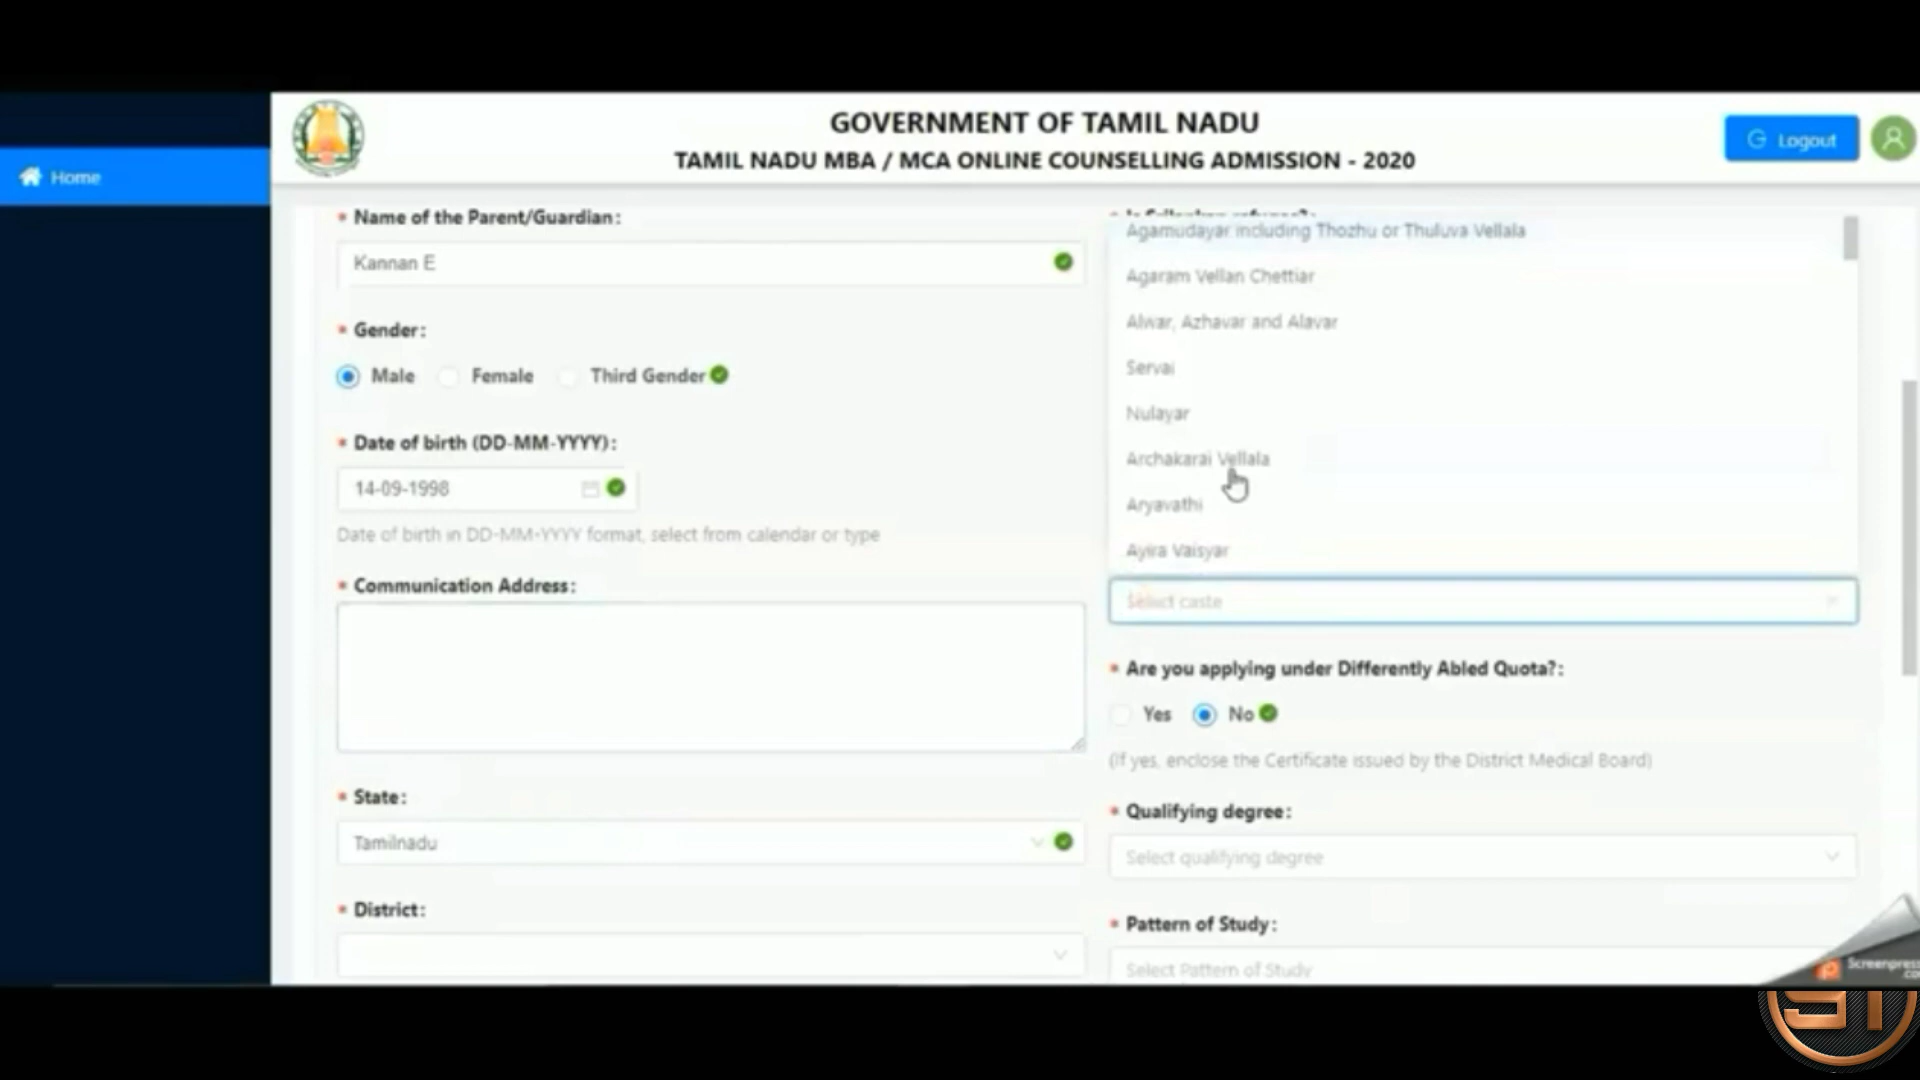 GOVERNMENT OF TAMIL NADU
TAMIL NADU MBA / MCA ONLINE COUNSELLING ADMISSION - 2020
Logout
Home
* Name of the Parent/Guardian:
Kannan E
* Gender:
Male Female Third Gender
* Date of birth (DD-MM-YYYY):
14-09-1998
Date of birth in DD-MM-YYYY format, select from calendar or type
* Communication Address:
* State:
Tamilnadu
* District:
Agamudayar including Thozhu or Thuluva Vellala
Agaram Vellan Chettiar
Alwar, Azhavar and Alavar
Servai
Nulayar
Archakarai Vellala
Aryavathi
Ayira Vaisyar
Select caste
* Are you applying under Differently Abled Quota?:
Yes No
(If yes, enclose the Certificate issued by the District Medical Board)
* Qualifying degree:
Select qualifying degree
* Pattern of Study:
Select Pattern of Study